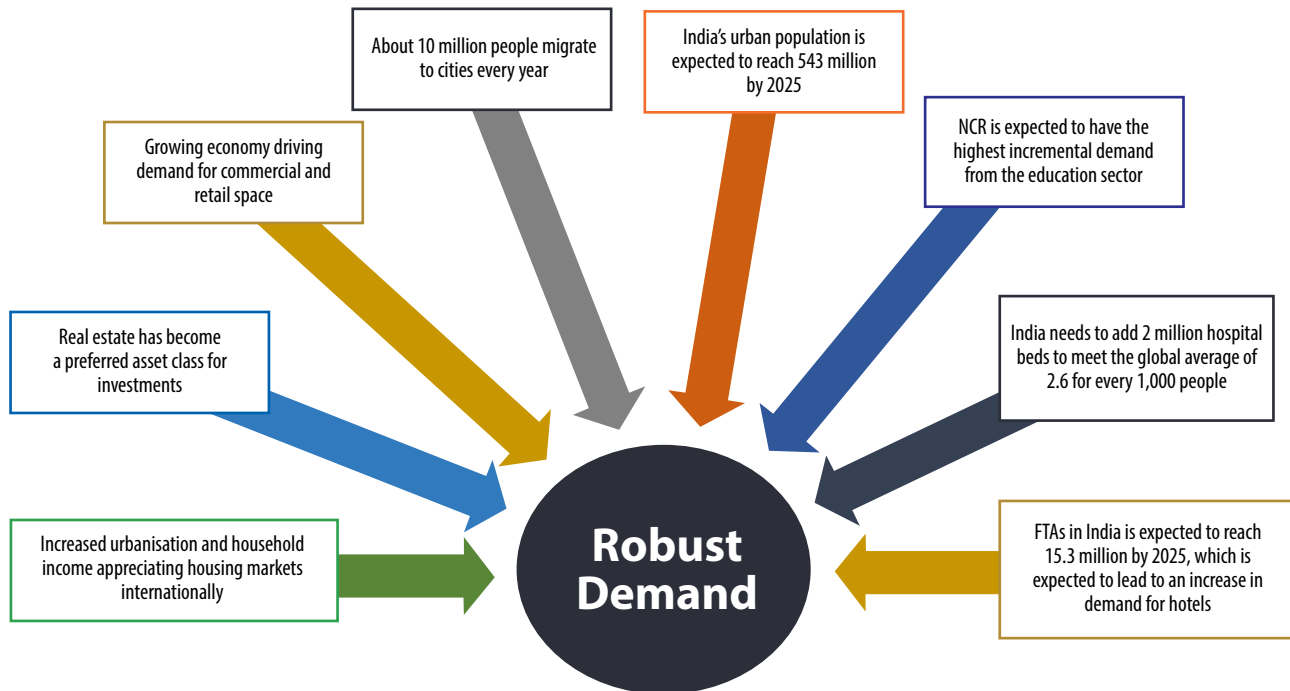 About 10 million people migrate
to cities every year
India's urban population is
expected to reach 543 million
by 2025
NCR is expected to have the
highest incremental demand
from the education sector
Growing economy driving
demand for commercial and
retail space
Real estate has become
a preferred asset class for
investments
India needs to add 2 million hospital
beds to meet the global average of
2.6 for every 1,000 people
Increased urbanisation and household
income appreciating housing markets
internationally
FTAs in India is expected to reach
15.3 million by 2025, which is
expected to lead to an increase in
demand for hotels
Robust
Demand